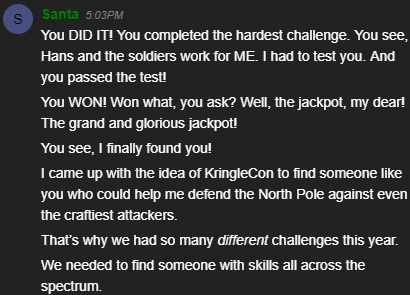 S
Santa 5:03PM
You DID IT! You completed the hardest challenge. You see,
Hans and the soldiers work for ME. I had to test you. And
you passed the test!
You WON! Won what, you ask? Well, the jackpot, my dear!
The grand and glorious jackpot!
You see, I finally found you!
I came up with the idea of KringleCon to find someone like
you who could help me defend the North Pole against even
the craftiest attackers.
That’s why we had so many different challenges this year.
We needed to find someone with skills all across the
spectrum.